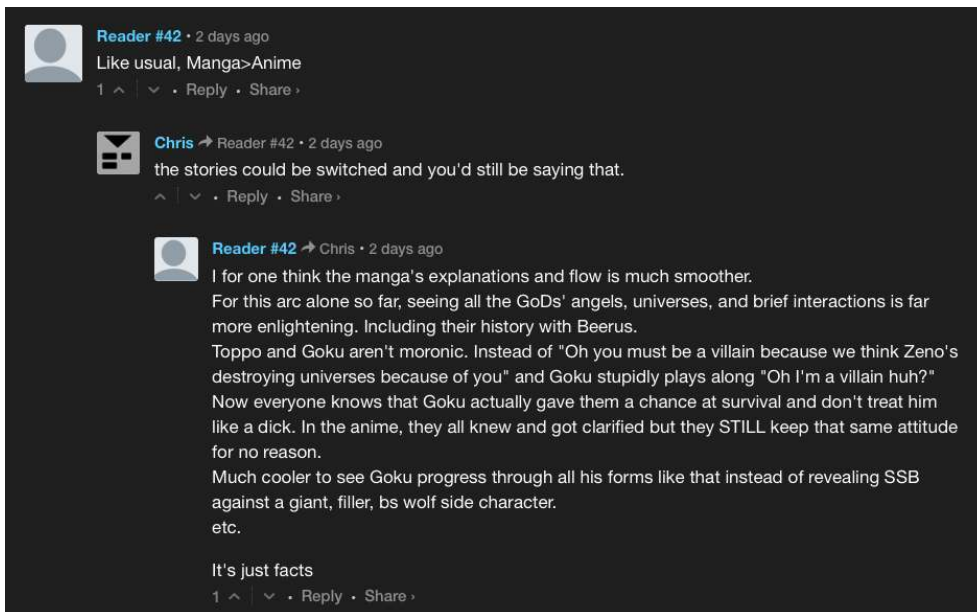 Reader #42 • 2 days ago
Like usual, Manga>Anime
1 • Reply • Share ›
Chris Reader #42 • 2 days ago
the stories could be switched and you'd still be saying that.
• Reply • Share ›
Reader #42 Chris • 2 days ago
I for one think the manga's explanations and flow is much smoother.
For this arc alone so far, seeing all the GoDs' angels, universes, and brief interactions is far
more enlightening. Including their history with Beerus.
Toppo and Goku aren't moronic. Instead of "Oh you must be a villain because we think Zeno's
destroying universes because of you" and Goku stupidly plays along "Oh I'm a villain huh?"
Now everyone knows that Goku actually gave them a chance at survival and don't treat him
like a dick. In the anime, they all knew and got clarified but they STILL keep that same attitude
for no reason.
Much cooler to see Goku progress through all his forms like that instead of revealing SSB
against a giant, filler, bs wolf side character.
etc.
It's just facts
1 • Reply • Share ›